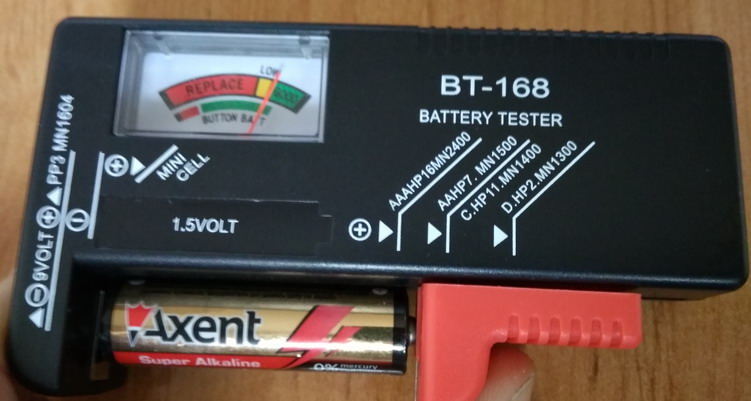 LOW
REPLACE
GOOD
BUTTON BATT
BT-168
BATTERY TESTER
PP3 MN1604
9VOLT
MINI
CELL
1.5VOLT
AAAHP16MN2400
AAHP7. MN1500
C.HP11.MN1400
D.HP2.MN1300
Axent
Super Alkaline
0% mercury